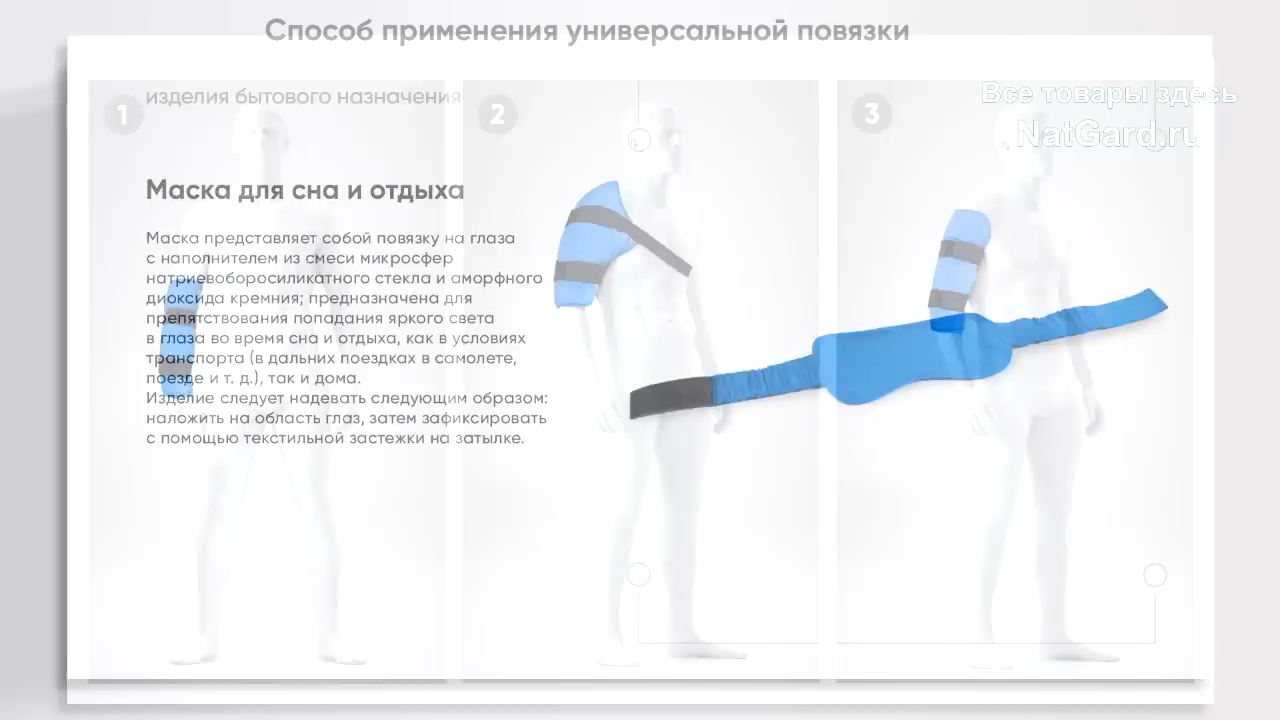 Способ применения универсальной повязки
1
изделия бытового назначения
2
3
Все товары здесь
NatGard.ru
Маска для сна и отдыха
Маска представляет собой повязку на глаза
с наполнителем из смеси микросфер
натриевоборосиликатного стекла и аморфного
диоксида кремния; предназначена для
препятствования попадания яркого света
в глаза во время сна и отдыха, как в условиях
транспорта (в дальних поездках в самолете,
поезде и т. д.), так и дома.
Изделие следует надевать следующим образом:
наложить на область глаз, затем зафиксировать
с помощью текстильной застежки на затылке.